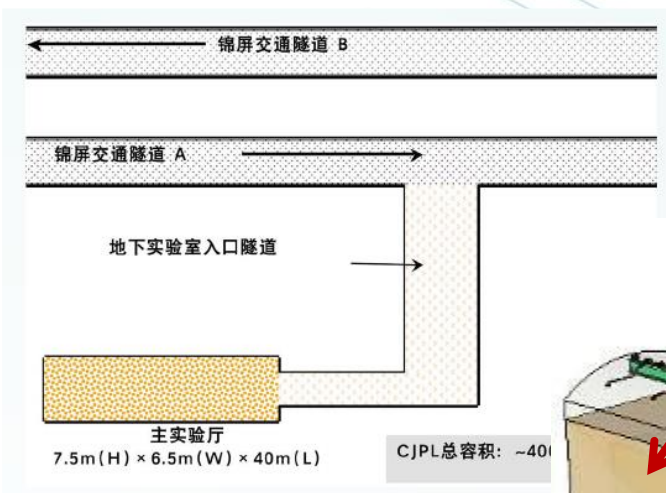 锦屏交通隧道 B
锦屏交通隧道 A
地下实验室入口隧道
主实验厅
7.5m(H) × 6.5m(W) × 40m(L)
CJPL总容积: ~400